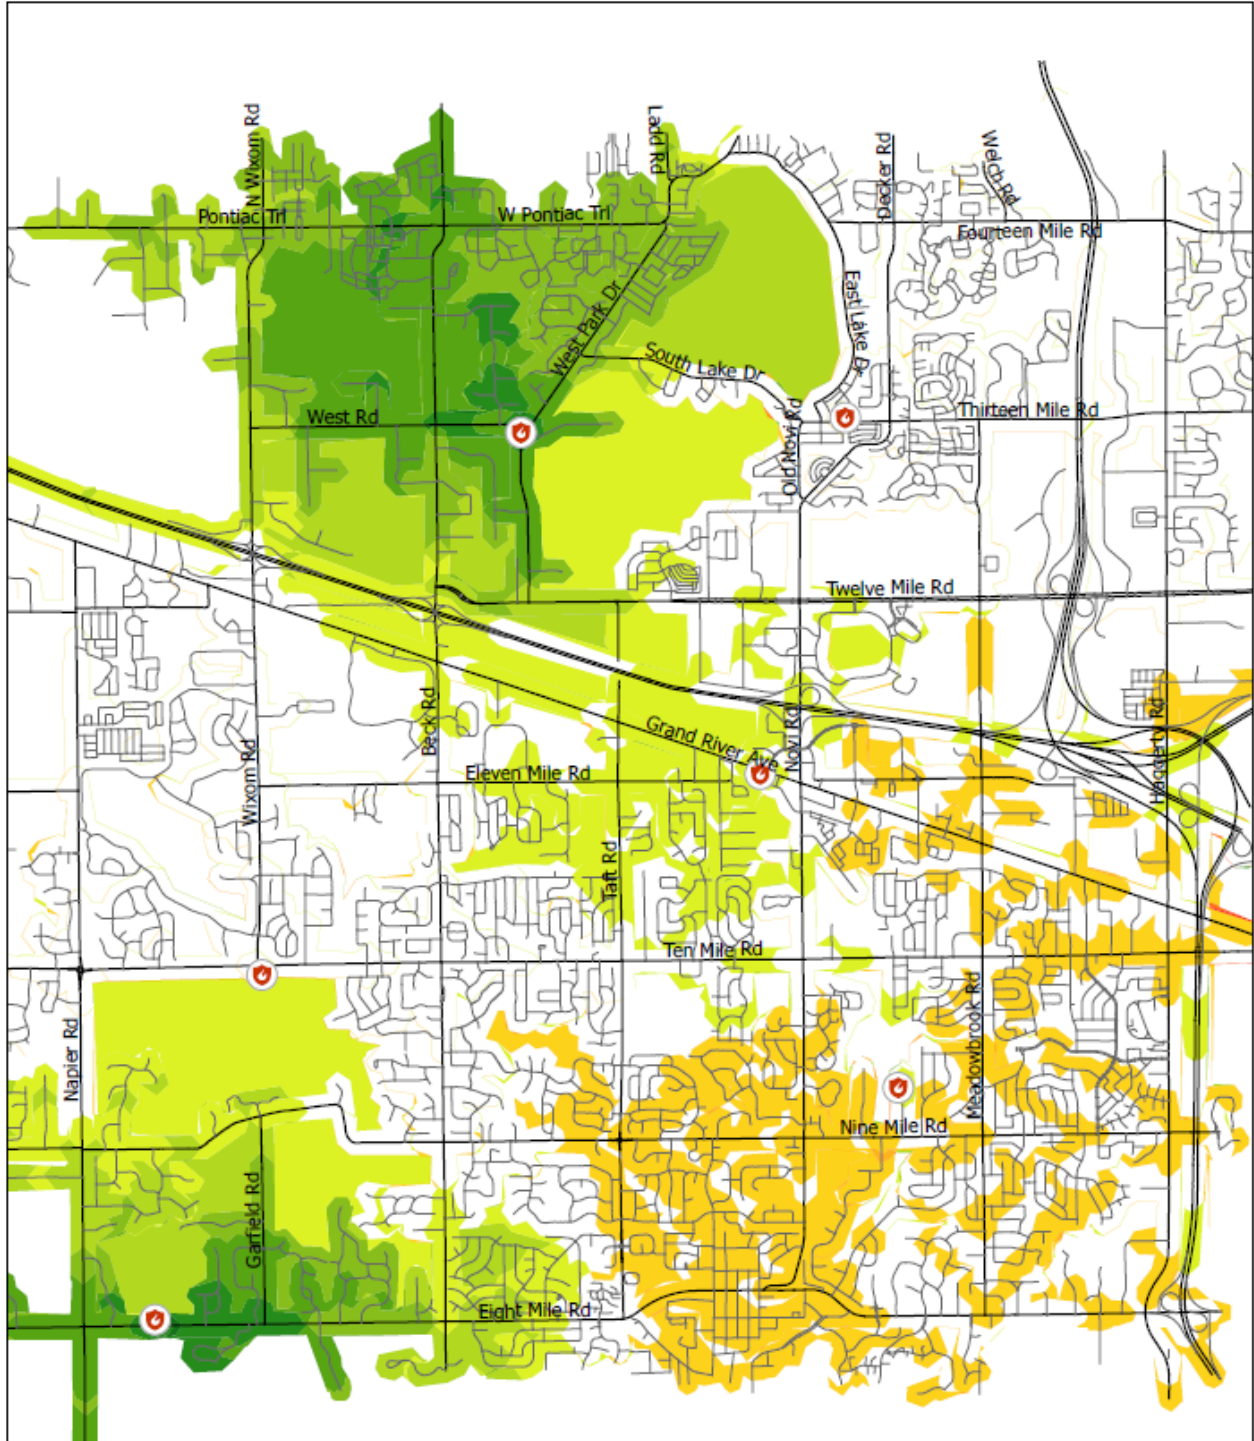 N Wixom Rd
Ladd Rd
Decker Rd
Welch Rd
Pontiac Trl
W Pontiac Trl
Fourteen Mile Rd
East Lake Dr
West Park Dr
South Lake Dr
West Rd
Old Novi Rd
Thirteen Mile Rd
Twelve Mile Rd
Beck Rd
Grand River Ave
Novi Rd
Haggerty Rd
Wixom Rd
Eleven Mile Rd
Taft Rd
Ten Mile Rd
Napier Rd
Meadowbrook Rd
Nine Mile Rd
Garfield Rd
Eight Mile Rd